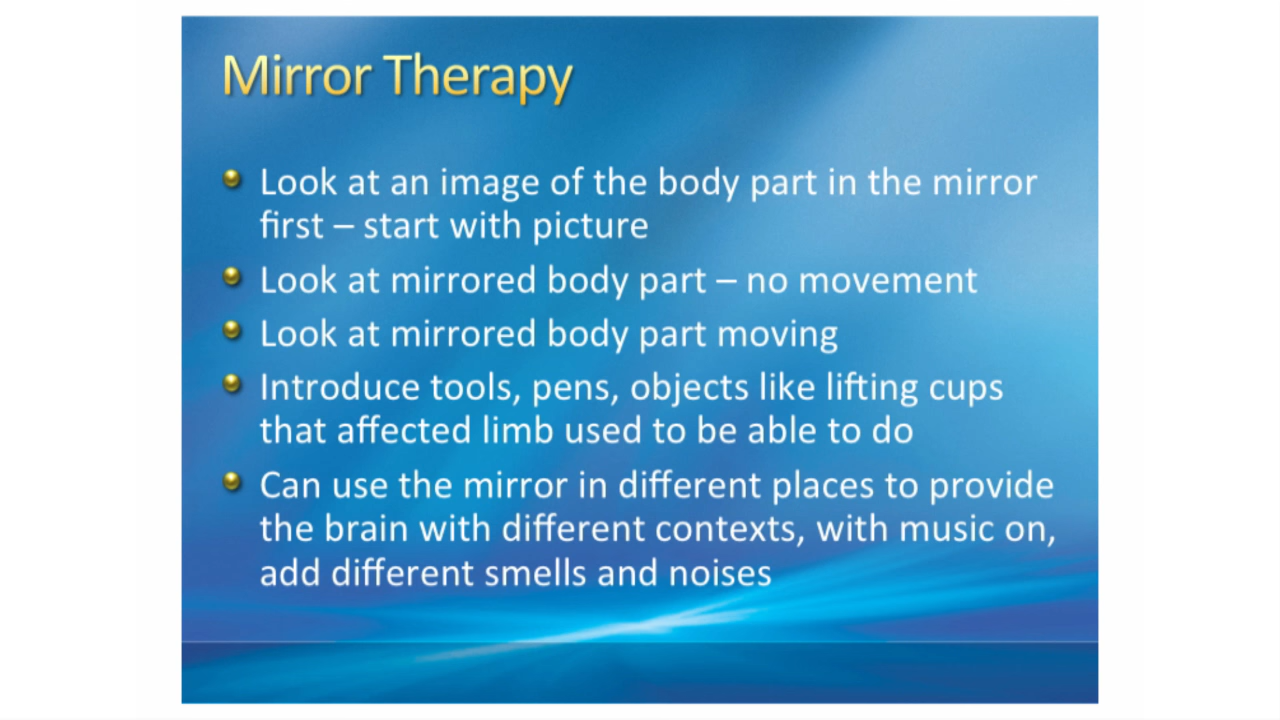 Mirror Therapy
Look at an image of the body part in the mirror
first – start with picture
Look at mirrored body part – no movement
Look at mirrored body part moving
Introduce tools, pens, objects like lifting cups
that affected limb used to be able to do
Can use the mirror in different places to provide
the brain with different contexts, with music on,
add different smells and noises